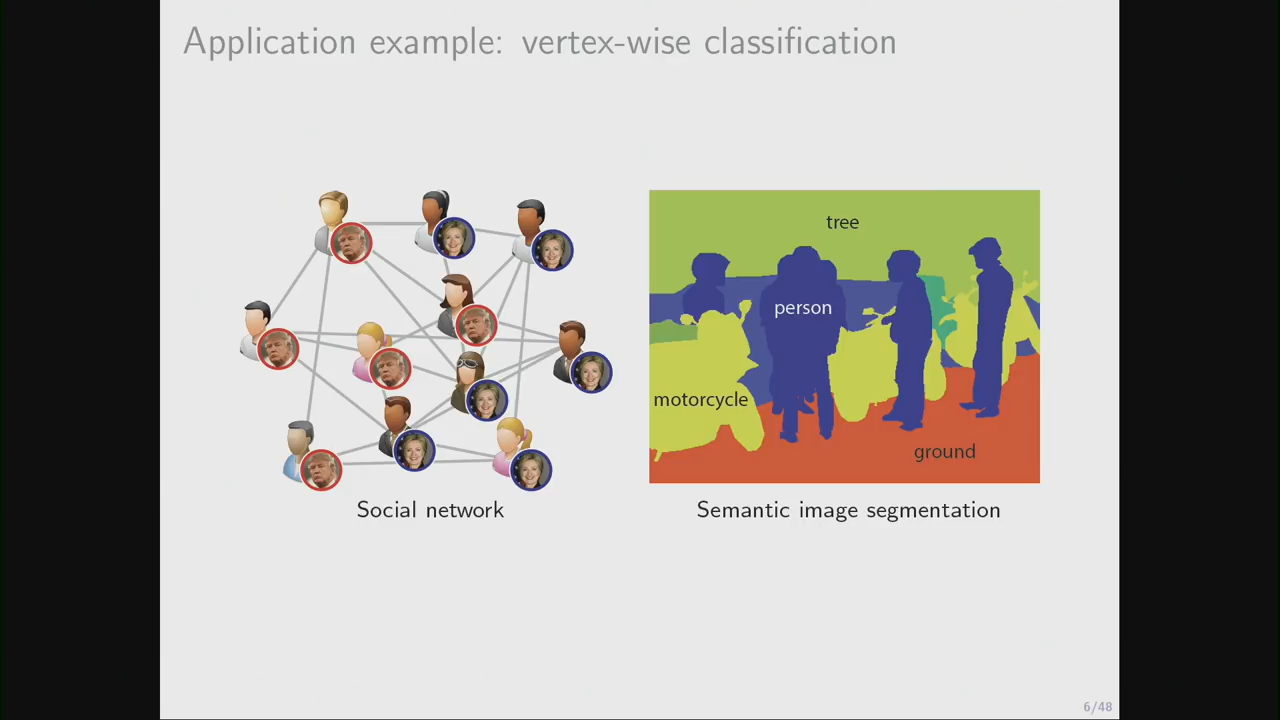 Application example: vertex-wise classification
tree
person
motorcycle
ground
Social network
Semantic image segmentation
6/48